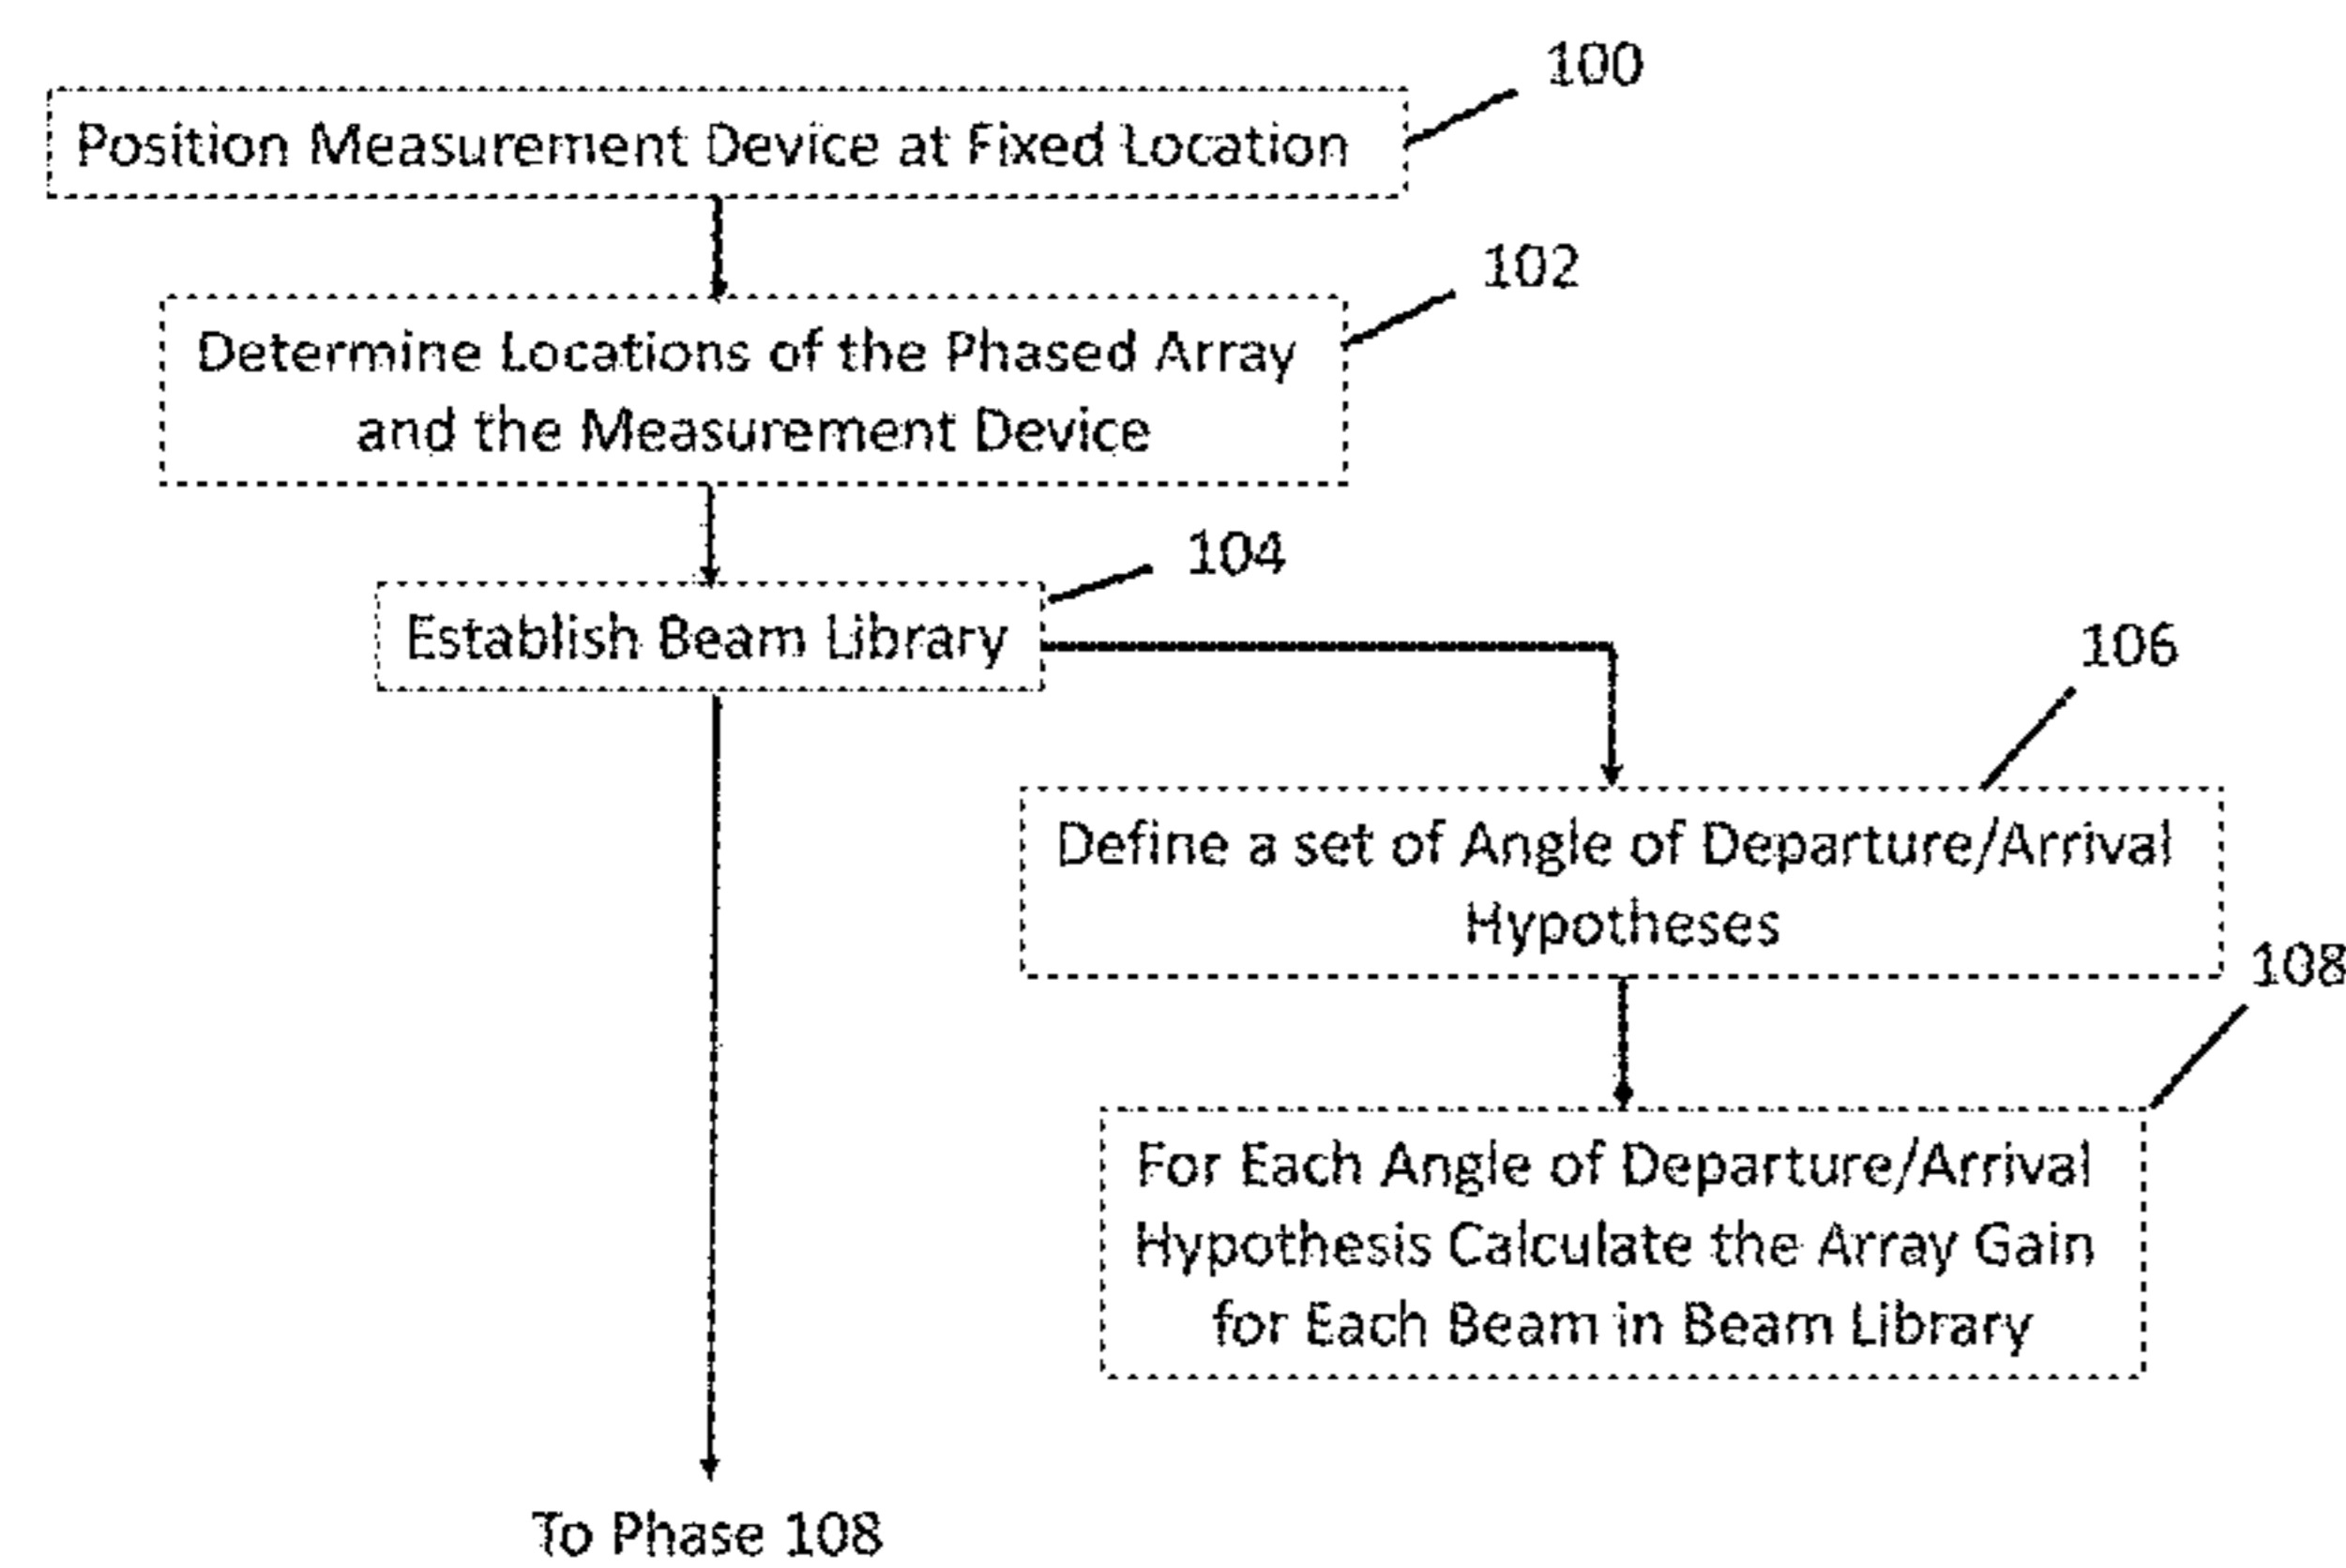 100
Position Measurement Device at Fixed Location
102
Determine Locations of the Phased Array
and the Measurement Device
104
Establish Beam Library
106
Define a set of Angle of Departure/Arrival
Hypotheses
108
For Each Angle of Departure/Arrival
Hypothesis Calculate the Array Gain
for Each Beam in Beam Library
To Phase 108